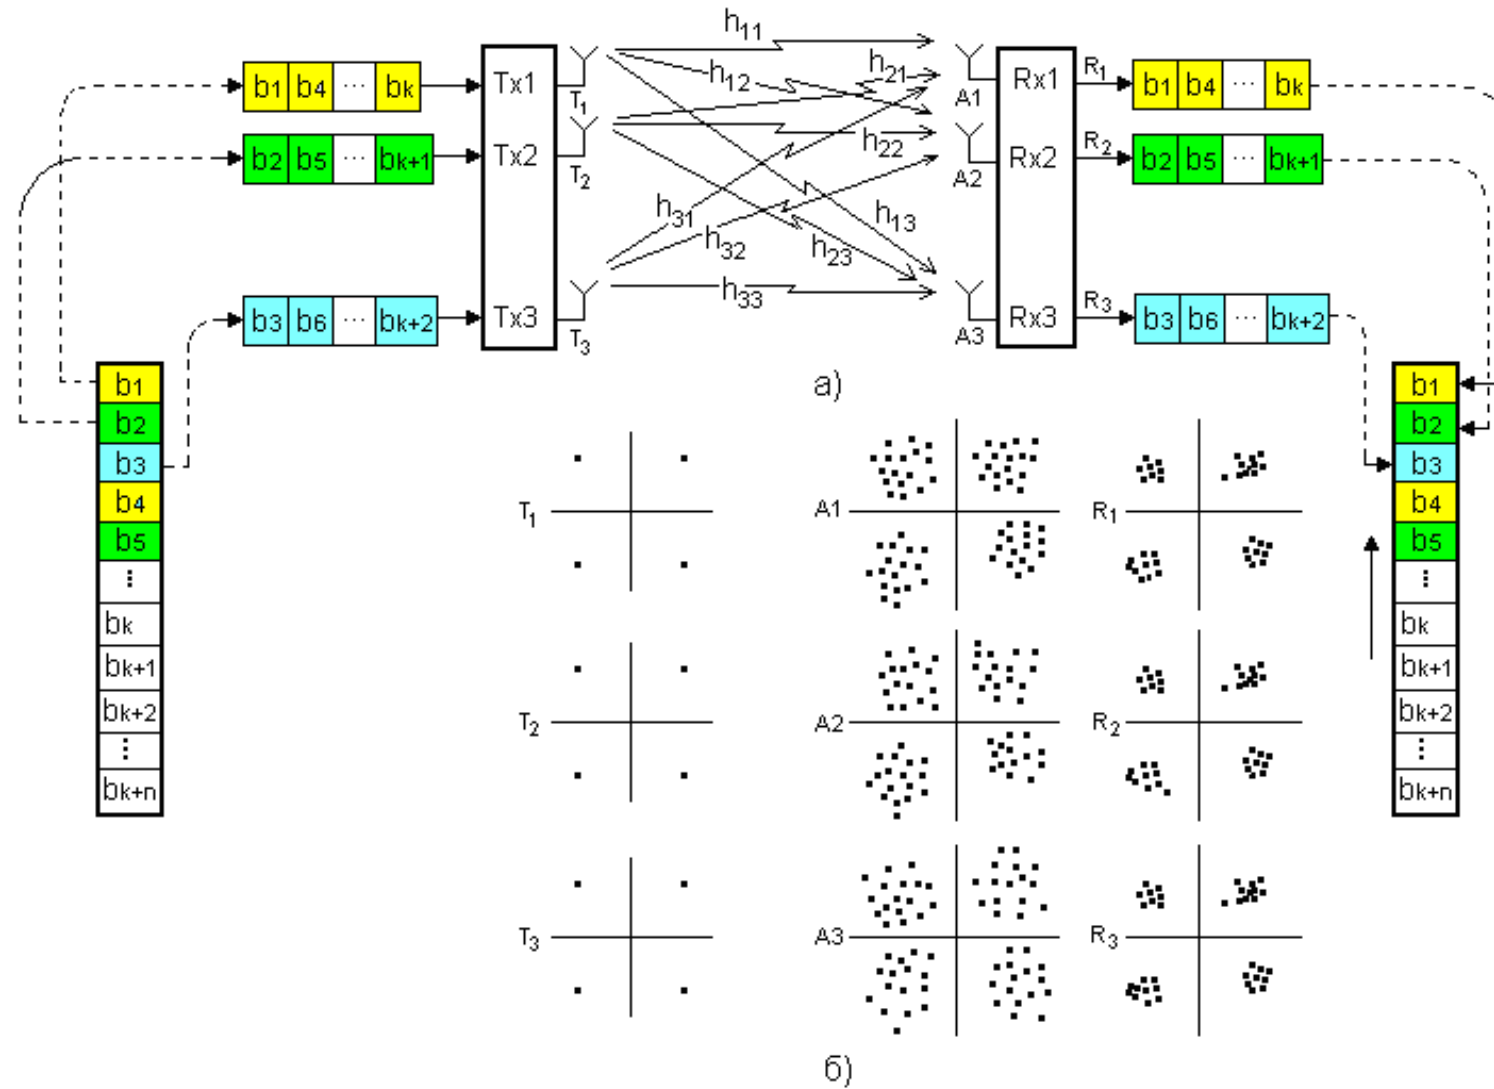 h11
h12
h21
b1 b4 ... bk
Tx1
T1
A1
Rx1
R1
b1 b4 ... bk
b2 b5 ... bk+1
Tx2
T2
h22
A2
Rx2
R2
b2 b5 ... bk+1
h31
h32
h13
h23
b3 b6 ... bk+2
Tx3
T3
h33
A3
Rx3
R3
b3 b6 ... bk+2
а)
b1
b2
b3
b4
b5
...
bk
bk+1
bk+2
...
bk+n
T1
A1
R1
T2
A2
R2
T3
A3
R3
b1
b2
b3
b4
b5
...
bk
bk+1
bk+2
...
bk+n
б)